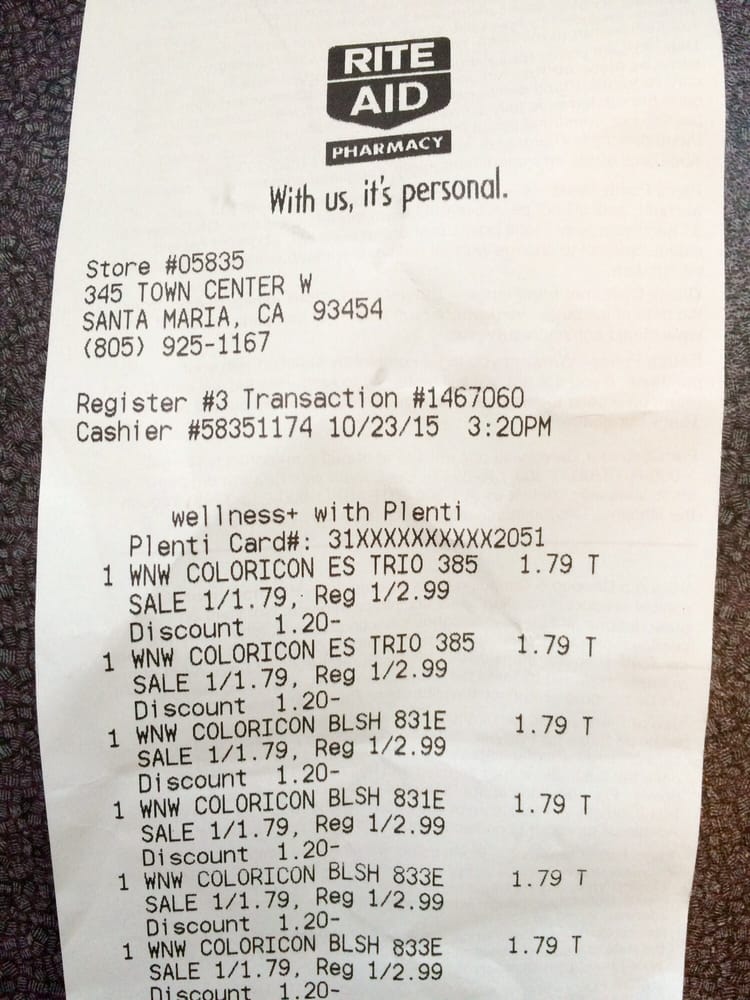 RITE
AID
PHARMACY
With us, it's personal.
Store #05835
345 TOWN CENTER W
SANTA MARIA, CA 93454
(805) 925-1167
Register #3 Transaction #1467060
Cashier #58351174 10/23/15 3:20PM
wellness+ with Plenti
Plenti Card#: 31XXXXXXXXXX2051
1 WNW COLORICON ES TRIO 385 1.79 T
SALE 1/1.79, Reg 1/2.99
Discount 1.20-
1 WNW COLORICON ES TRIO 385 1.79 T
SALE 1/1.79, Reg 1/2.99
Discount 1.20-
1 WNW COLORICON BLSH 831E 1.79 T
SALE 1/1.79, Reg 1/2.99
Discount 1.20-
1 WNW COLORICON BLSH 831E 1.79 T
SALE 1/1.79, Reg 1/2.99
Discount 1.20-
1 WNW COLORICON BLSH 833E 1.79 T
SALE 1/1.79, Reg 1/2.99
Discount 1.20-
1 WNW COLORICON BLSH 833E 1.79 T
SALE 1/1.79, Reg 1/2.99
Discount 1.20-